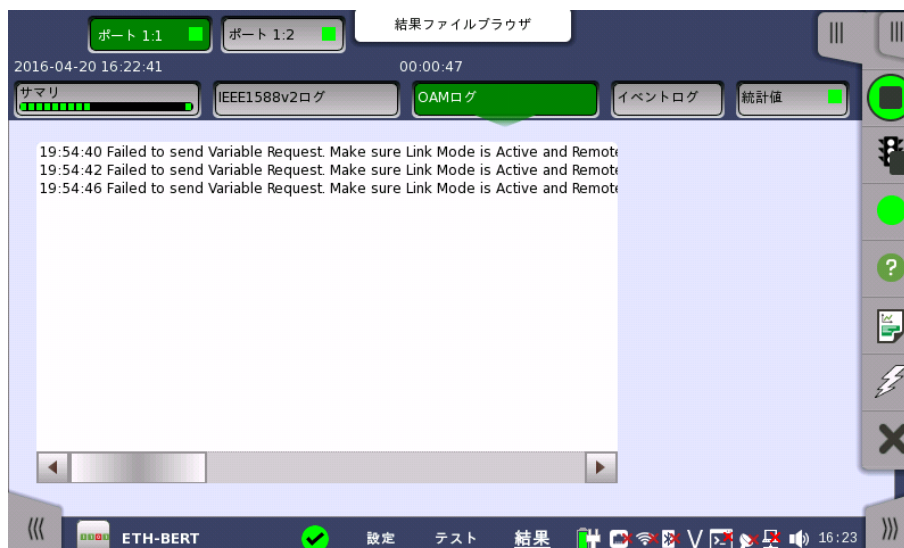 ポート 1:1
ポート 1:2
結果ファイルブラウザ
2016-04-20 16:22:41
00:00:47
サマリ
IEEE1588v2ログ
OAMログ
イベントログ
統計値
19:54:40 Failed to send Variable Request. Make sure Link Mode is Active and Remote
19:54:42 Failed to send Variable Request. Make sure Link Mode is Active and Remote
19:54:46 Failed to send Variable Request. Make sure Link Mode is Active and Remote
ETH-BERT
設定
テスト
結果
16:23